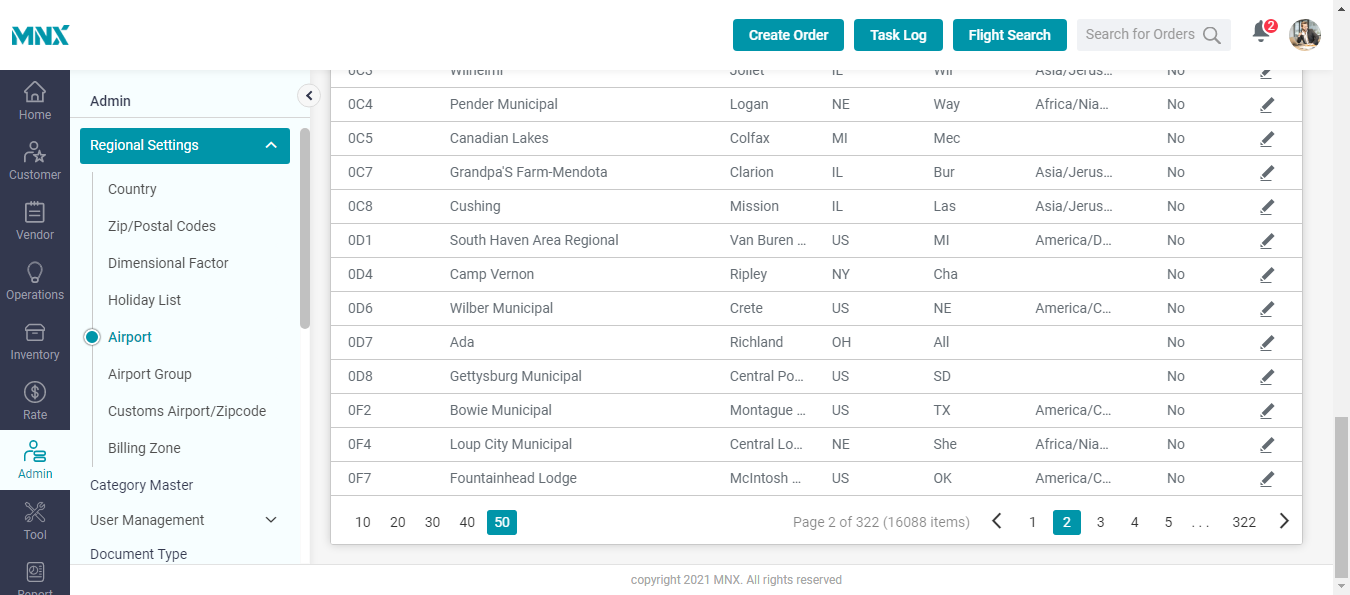 MNX
Create Order
Task Log
Flight Search
Search for Orders
2
Home
Customer
Vendor
Operations
Inventory
Rate
Admin
Tool
Report
Admin
Regional Settings
Country
Zip/Postal Codes
Dimensional Factor
Holiday List
Airport
Airport Group
Customs Airport/Zipcode
Billing Zone
Category Master
User Management
Document Type
0C3 Wilhelmi Joliet IL Wil Asia/Jerus... No
0C4 Pender Municipal Logan NE Way Africa/Nia... No
0C5 Canadian Lakes Colfax MI Mec No
0C7 Grandpa'S Farm-Mendota Clarion IL Bur Asia/Jerus... No
0C8 Cushing Mission IL Las Asia/Jerus... No
0D1 South Haven Area Regional Van Buren ... US MI America/D... No
0D4 Camp Vernon Ripley NY Cha No
0D6 Wilber Municipal Crete US NE America/C... No
0D7 Ada Richland OH All No
0D8 Gettysburg Municipal Central Po... US SD No
0F2 Bowie Municipal Montague ... US TX America/C... No
0F4 Loup City Municipal Central Lo... NE She Africa/Nia... No
0F7 Fountainhead Lodge McIntosh ... US OK America/C... No
10 20 30 40 50 Page 2 of 322 (16088 items) 1 2 3 4 5 ... 322
copyright 2021 MNX. All rights reserved